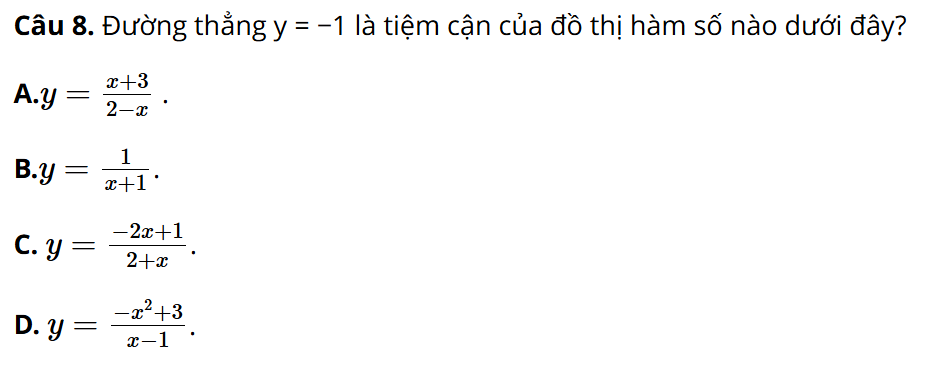 Câu 8. Đường thẳng y = −1 là tiệm cận của đồ thị hàm số nào dưới đây?
A.y = \frac{x+3}{2−x} .
B.y = \frac{1}{x+1}.
C. y = \frac{−2x+1}{2+x}.
D. y = \frac{−x^2+3}{x−1}.